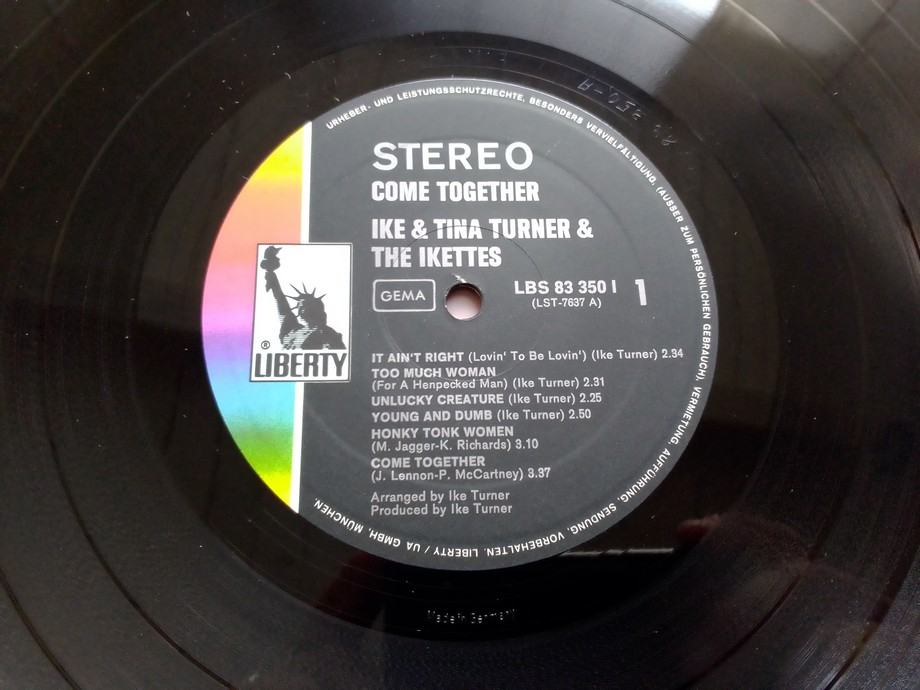 URHEBER- UND LEISTUNGSSCHUTZRECHTE, BESONDERS VERVIELFÄLTIGUNG, (AUSSER ZUM PERSÖNLICHEN GEBRAUCH), VERMIETUNG, AUFFÜHRUNG, SENDUNG, VORBEHALTEN. LIBERTY / UA GMBH, MÜNCHEN.
STEREO
COME TOGETHER
IKE & TINA TURNER &
THE IKETTES
GEMA
LBS 83 350 I
(LST-7637 A)
1
® LIBERTY
IT AIN'T RIGHT (Lovin' To Be Lovin') (Ike Turner) 2.34
TOO MUCH WOMAN
(For A Henpecked Man) (Ike Turner) 2.31
UNLUCKY CREATURE (Ike Turner) 2.25
YOUNG AND DUMB (Ike Turner) 2.50
HONKY TONK WOMEN
(M. Jagger-K. Richards) 3.10
COME TOGETHER
(J. Lennon-P. McCartney) 3.37
Arranged by Ike Turner
Produced by Ike Turner
Made in Germany